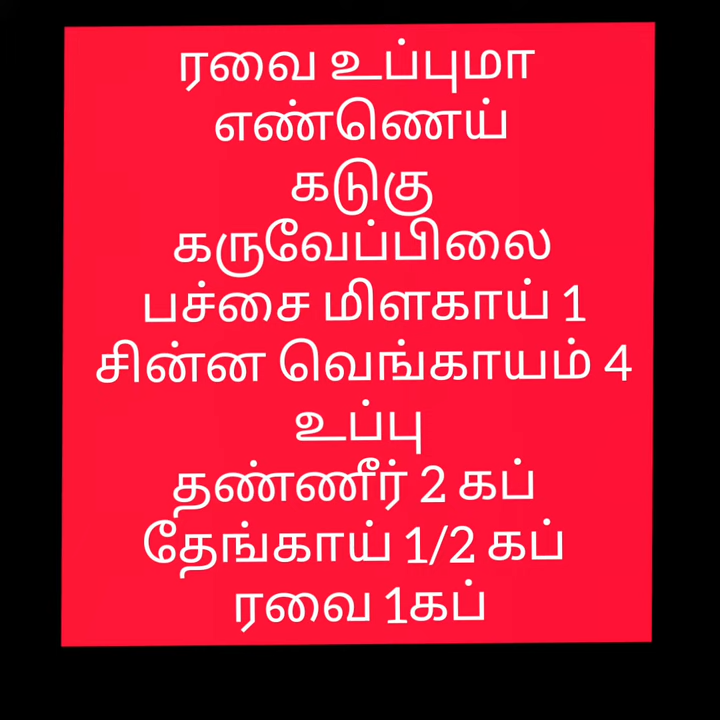 ரவை உப்புமா
எண்ணெய்
கடுகு
கருவேப்பிலை
பச்சை மிளகாய் 1
சின்ன வெங்காயம் 4
உப்பு
தண்ணீர் 2 கப்
தேங்காய் 1/2 கப்
ரவை 1கப்